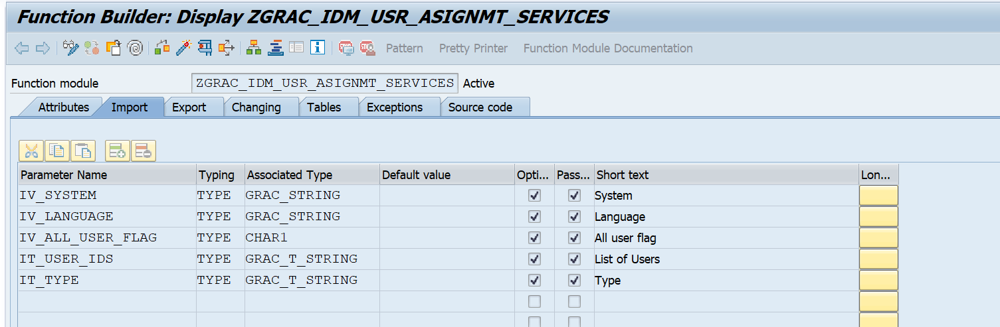 Function Builder: Display ZGRAC_IDM_USR_ASIGNMT_SERVICES
Pattern Pretty Printer Function Module Documentation
Function module ZGRAC_IDM_USR_ASIGNMT_SERVICES Active
Attributes Import Export Changing Tables Exceptions Source code
Parameter Name Typing Associated Type Default value Opti... Pass... Short text Lon...
IV_SYSTEM TYPE GRAC_STRING System
IV_LANGUAGE TYPE GRAC_STRING Language
IV_ALL_USER_FLAG TYPE CHAR1 All user flag
IT_USER_IDS TYPE GRAC_T_STRING List of Users
IT_TYPE TYPE GRAC_T_STRING Type